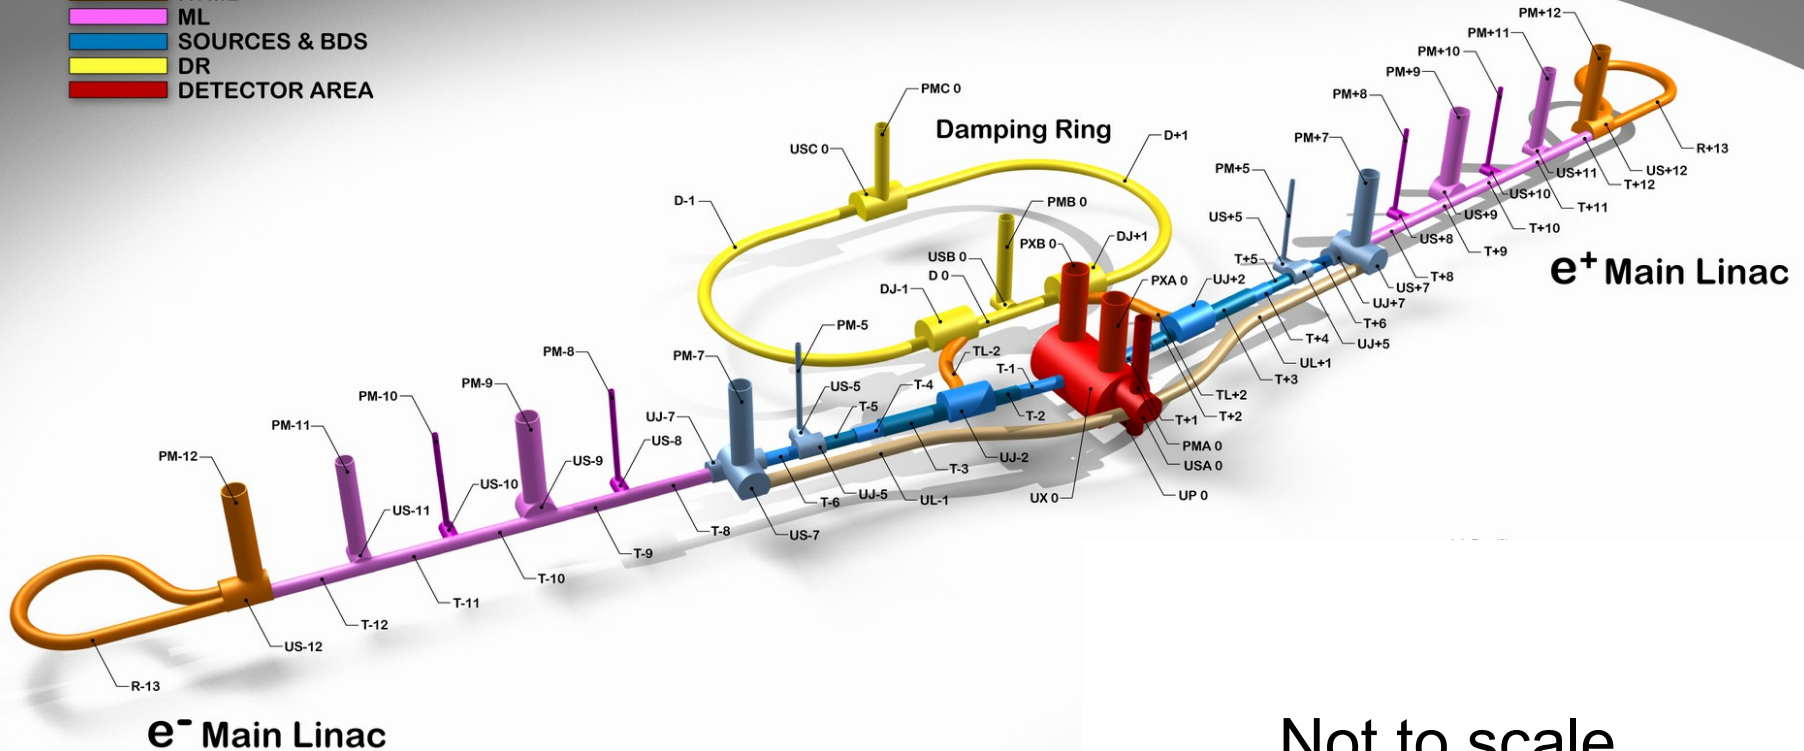 ML
SOURCES & BDS
DR
DETECTOR AREA
PM+12
PM+11
PM+10
PM+9
PM+8
PM+7
PM+5
PMC 0
USC 0
Damping Ring
D+1
D-1
PMB 0
PXB 0
DJ+1
USB 0
D 0
DJ-1
PXA 0
US+5
T+5
UJ+2
R+13
US+12
T+12
US+11
T+11
US+10
T+10
US+9
T+9
US+8
T+8
US+7
UJ+7
T+6
UJ+5
T+4
UL+1
T+3
TL+2
T+2
T+1
PMA 0
USA 0
UP 0
UX 0
e+ Main Linac
PM-5
TL-2
T-1
T-2
PM-8
PM-7
US-5
T-4
T-5
PM-9
PM-10
PM-11
PM-12
UJ-7
US-8
US-9
US-10
US-11
UJ-2
T-3
UJ-5
UL-1
T-6
US-7
T-8
T-9
T-10
T-11
T-12
US-12
R-13
e- Main Linac
Not to scale